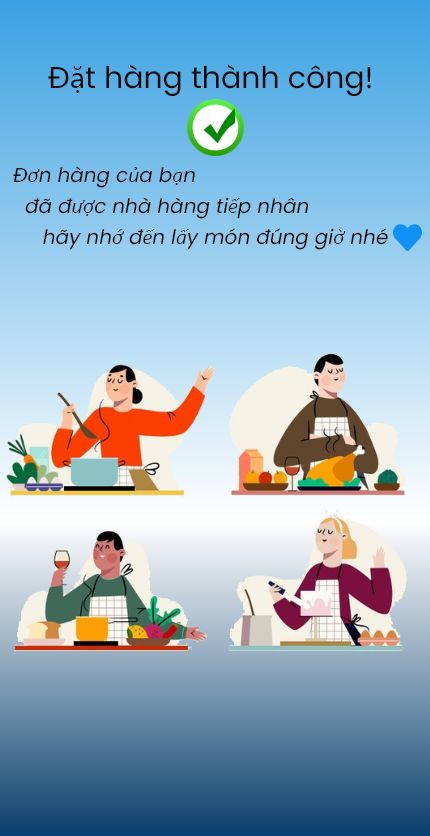 Đặt hàng thành công!
Đơn hàng của bạn
đã được nhà hàng tiếp nhân
hãy nhớ đến lấy món đúng giờ nhé